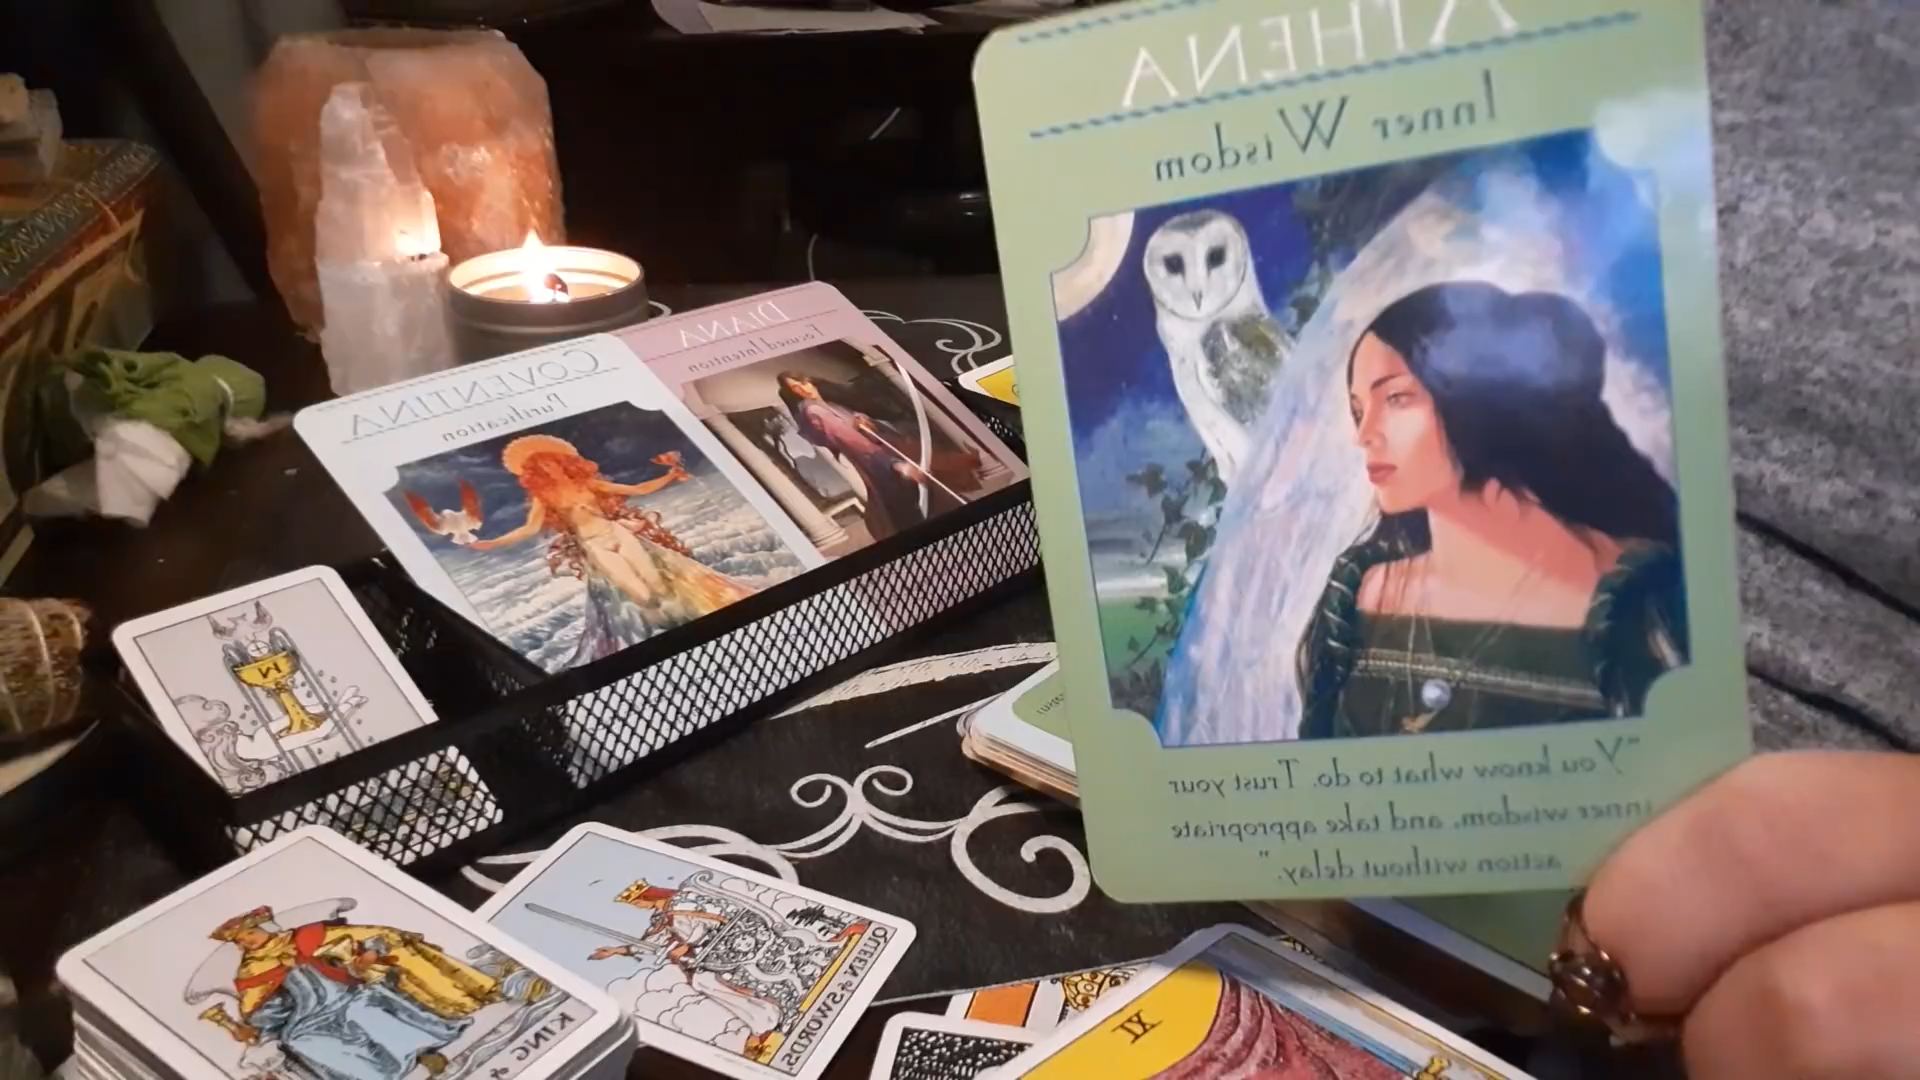 ATHENA
Inner Wisdom
"You know what to do. Trust your
inner wisdom, and take appropriate
action without delay."
DIANA
Focused Intention
COVENTINA
Purification
M
QUEEN of SWORDS.
KING of
XI